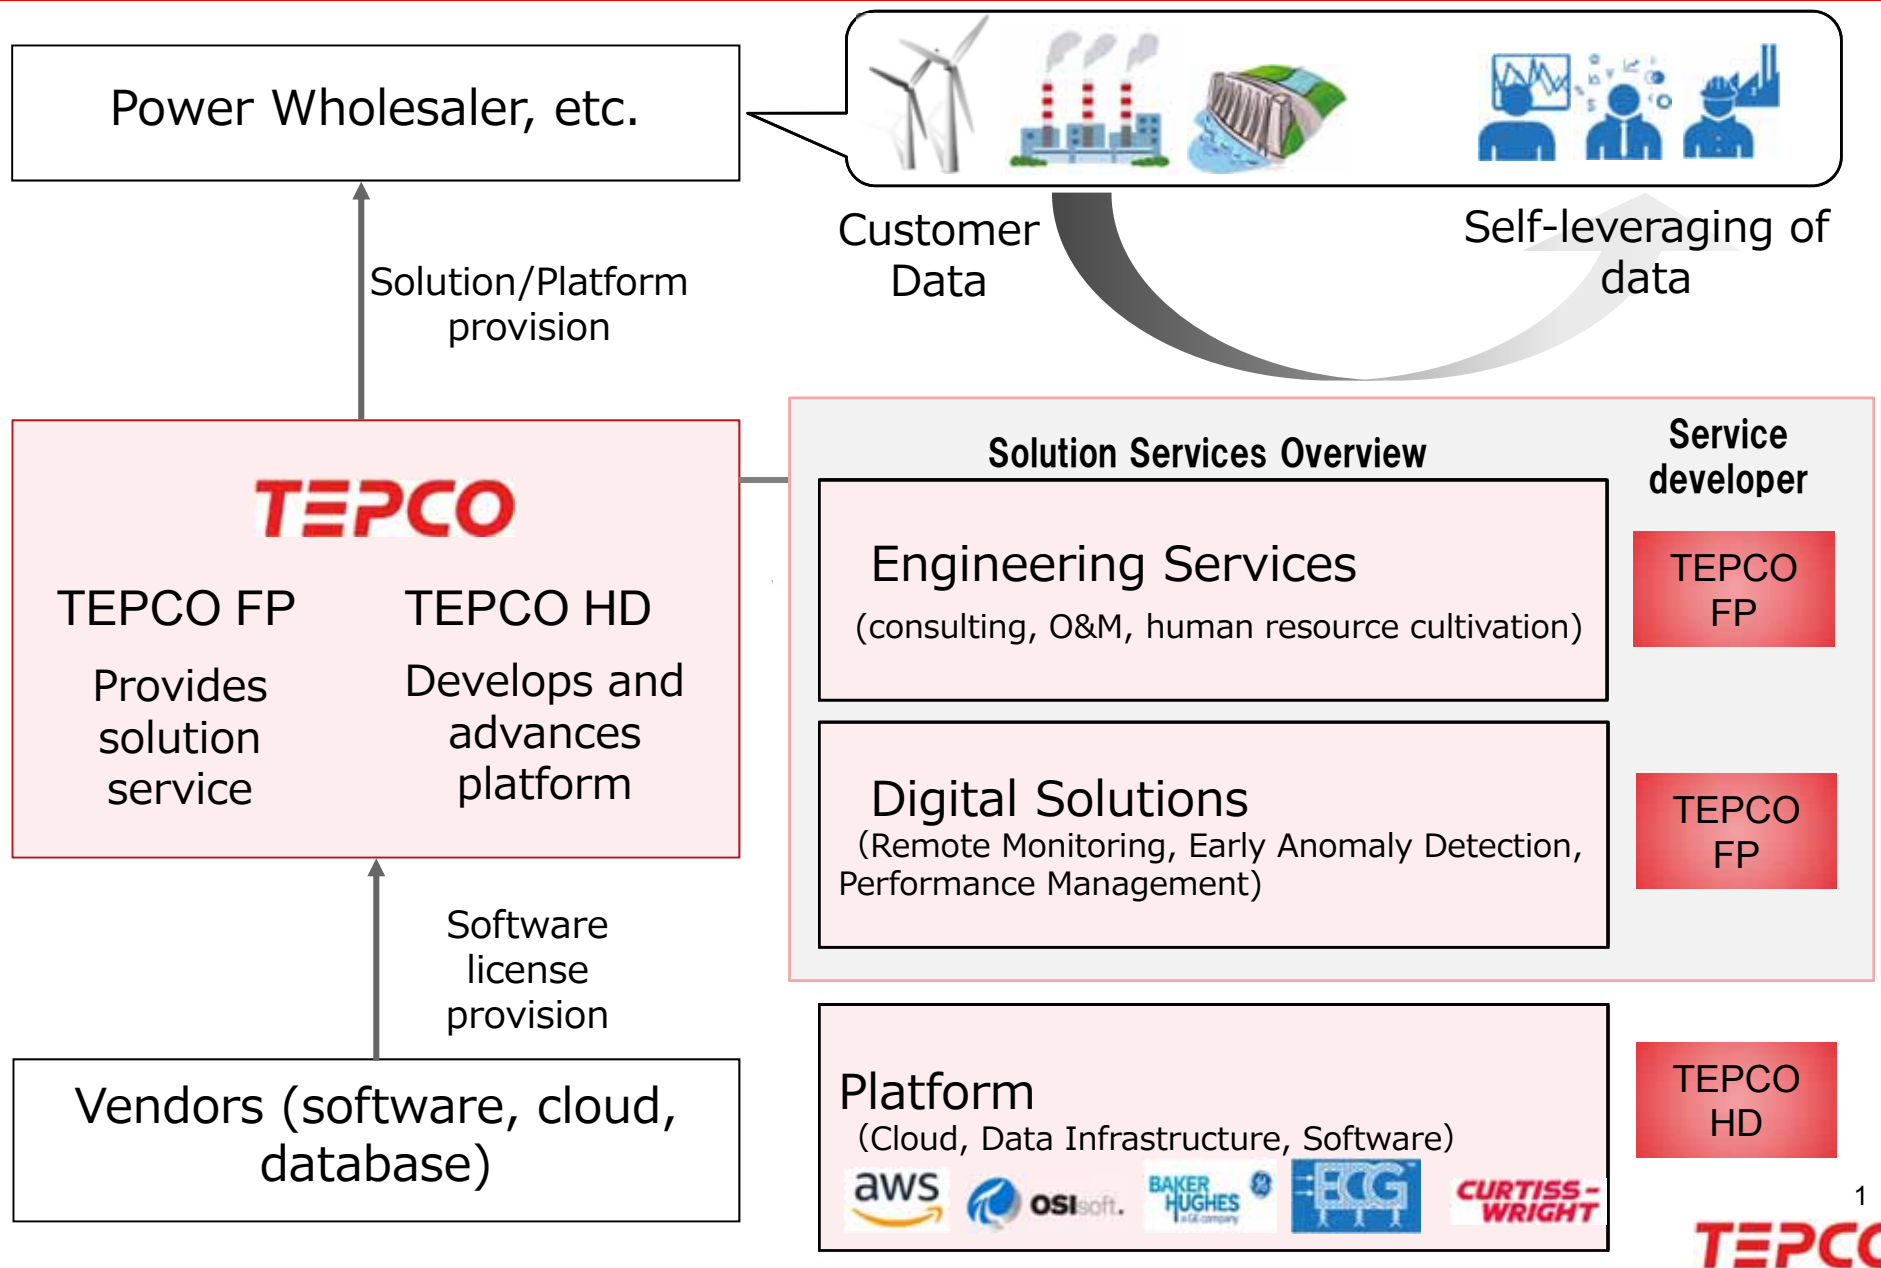 Power Wholesaler, etc.
Customer
Data
Self-leveraging of
data
Solution/Platform
provision
TEPCO
TEPCO FP
Provides
solution
service
TEPCO HD
Develops and
advances
platform
Software
license
provision
Vendors (software, cloud,
database)
Solution Services Overview
Service
developer
Engineering Services
(consulting, O&M, human resource cultivation)
TEPCO
FP
Digital Solutions
(Remote Monitoring, Early Anomaly Detection,
Performance Management)
TEPCO
FP
Platform
(Cloud, Data Infrastructure, Software)
TEPCO
HD
aws
OSIsoft.
BAKER
HUGHES
a GE company
ECG
CURTISS-
WRIGHT
1
TEPCO